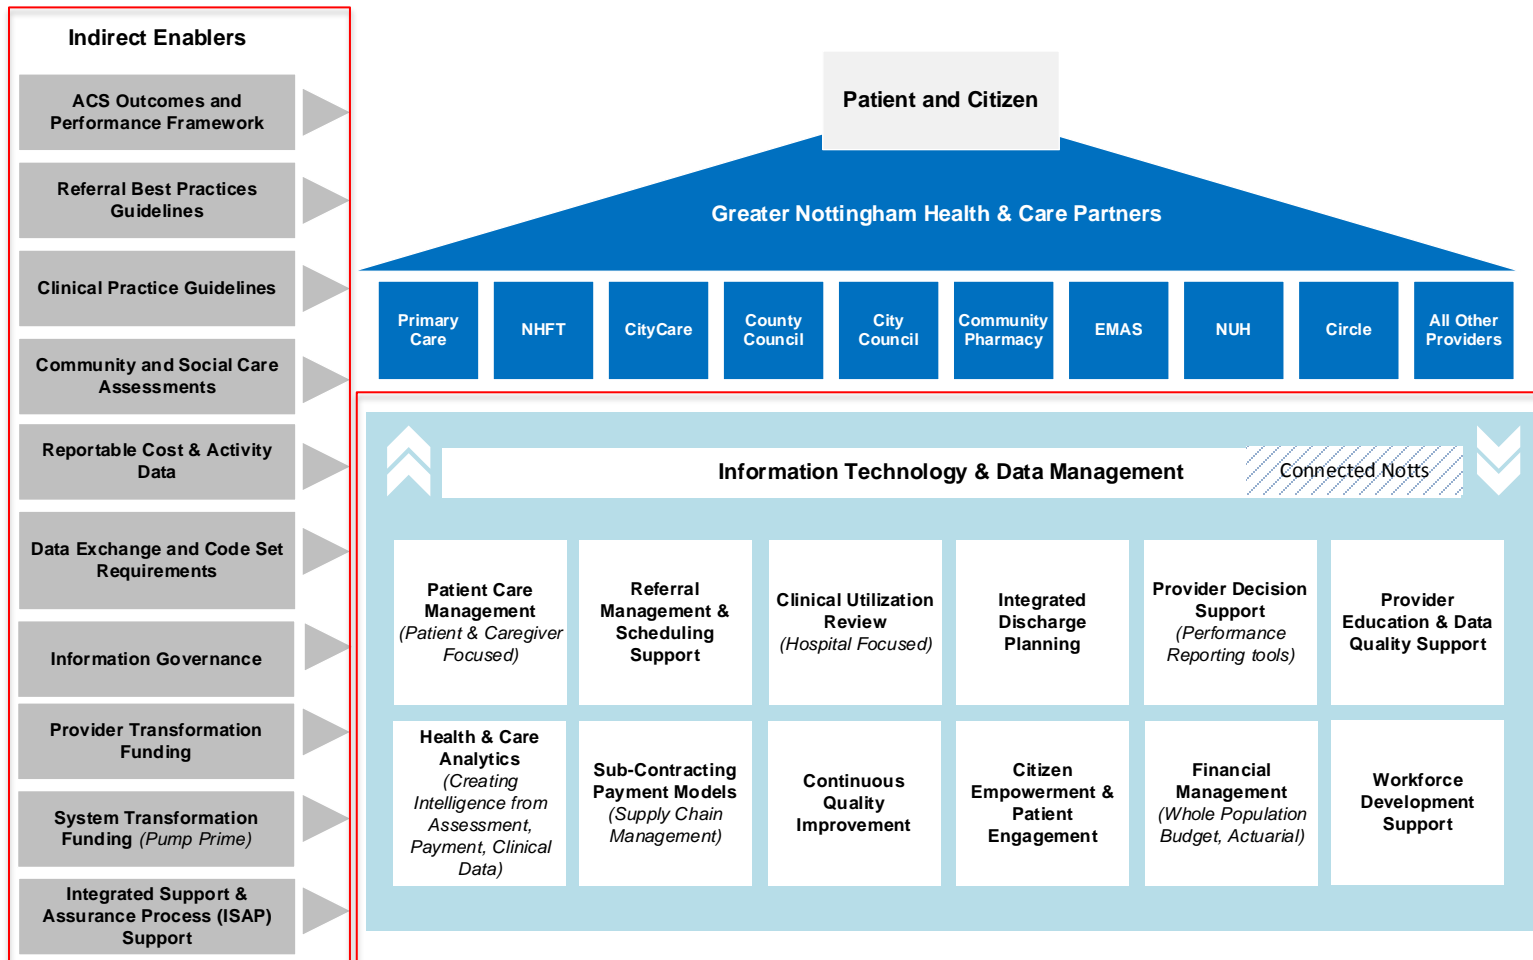 Indirect Enablers
ACS Outcomes and
Performance Framework
Referral Best Practices
Guidelines
Clinical Practice Guidelines
Community and Social Care
Assessments
Reportable Cost & Activity
Data
Data Exchange and Code Set
Requirements
Information Governance
Provider Transformation
Funding
System Transformation
Funding (Pump Prime)
Integrated Support &
Assurance Process (ISAP)
Support
Patient and Citizen
Greater Nottingham Health & Care Partners
Primary
Care
NHFT
CityCare
County
Council
City
Council
Community
Pharmacy
EMAS
NUH
Circle
All Other
Providers
Information Technology & Data Management
Connected Notts
Patient Care
Management
(Patient & Caregiver
Focused)
Referral
Management &
Scheduling
Support
Clinical Utilization
Review
(Hospital Focused)
Integrated
Discharge
Planning
Provider Decision
Support
(Performance
Reporting tools)
Provider
Education & Data
Quality Support
Health & Care
Analytics
(Creating
Intelligence from
Assessment,
Payment, Clinical
Data)
Sub-Contracting
Payment Models
(Supply Chain
Management)
Continuous
Quality
Improvement
Citizen
Empowerment &
Patient
Engagement
Financial
Management
(Whole Population
Budget, Actuarial)
Workforce
Development
Support